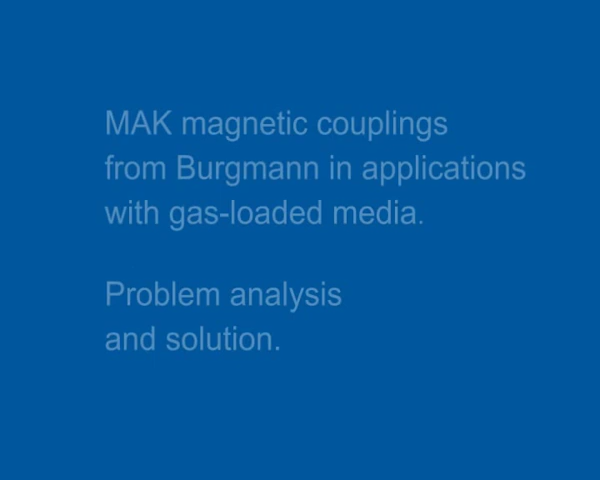 MAK magnetic couplings
from Burgmann in applications
with gas-loaded media.
Problem analysis
and solution.